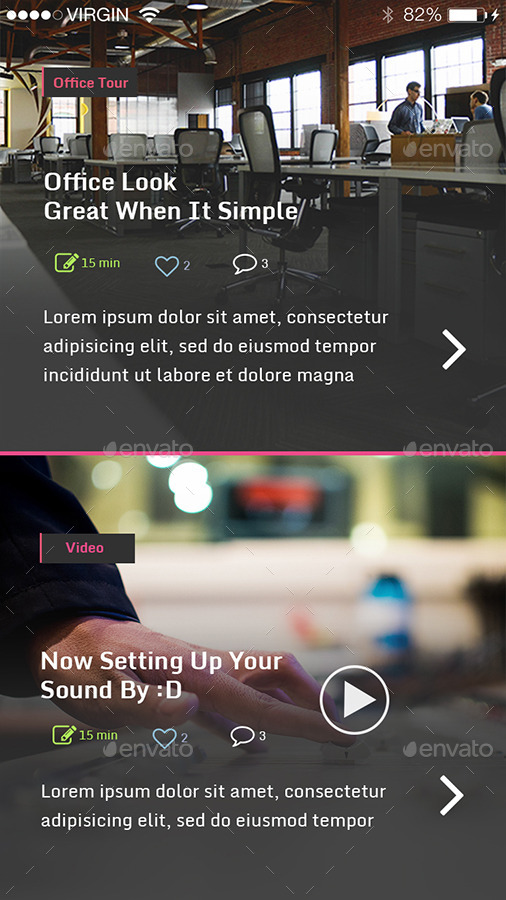 VIRGIN 82%
Office Tour
envato envato
Office Look
Great When It Simple
15 min 2 3
Lorem ipsum dolor sit amet, consectetur
adipisicing elit, sed do eiusmod tempor
incididunt ut labore et dolore magna
envato envato
Video
Now Setting Up Your
Sound By :D
15 min 2 3
envato envato
Lorem ipsum dolor sit amet, consectetur
adipisicing elit, sed do eiusmod tempor